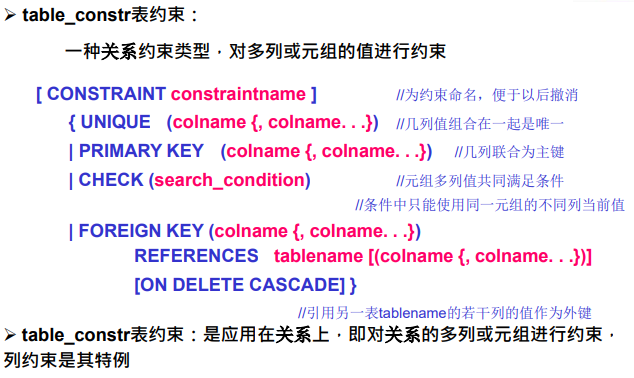 ➢ table_constr表约束：
一种关系约束类型，对多列或元组的值进行约束
[ CONSTRAINT constraintname ] //为约束命名，便于以后撤消
{ UNIQUE (colname {, colname. . .}) //几列值组合在一起是唯一
| PRIMARY KEY (colname {, colname. . .}) //几列联合为主键
| CHECK (search_condition) //元组多列值共同满足条件
//条件中只能使用同一元组的不同列当前值
| FOREIGN KEY (colname {, colname. . .})
REFERENCES tablename [(colname {, colname. . .})]
[ON DELETE CASCADE] }
//引用另一表tablename的若干列的值作为外键
➢ table_constr表约束：是应用在关系上，即对关系的多列或元组进行约束，
列约束是其特例